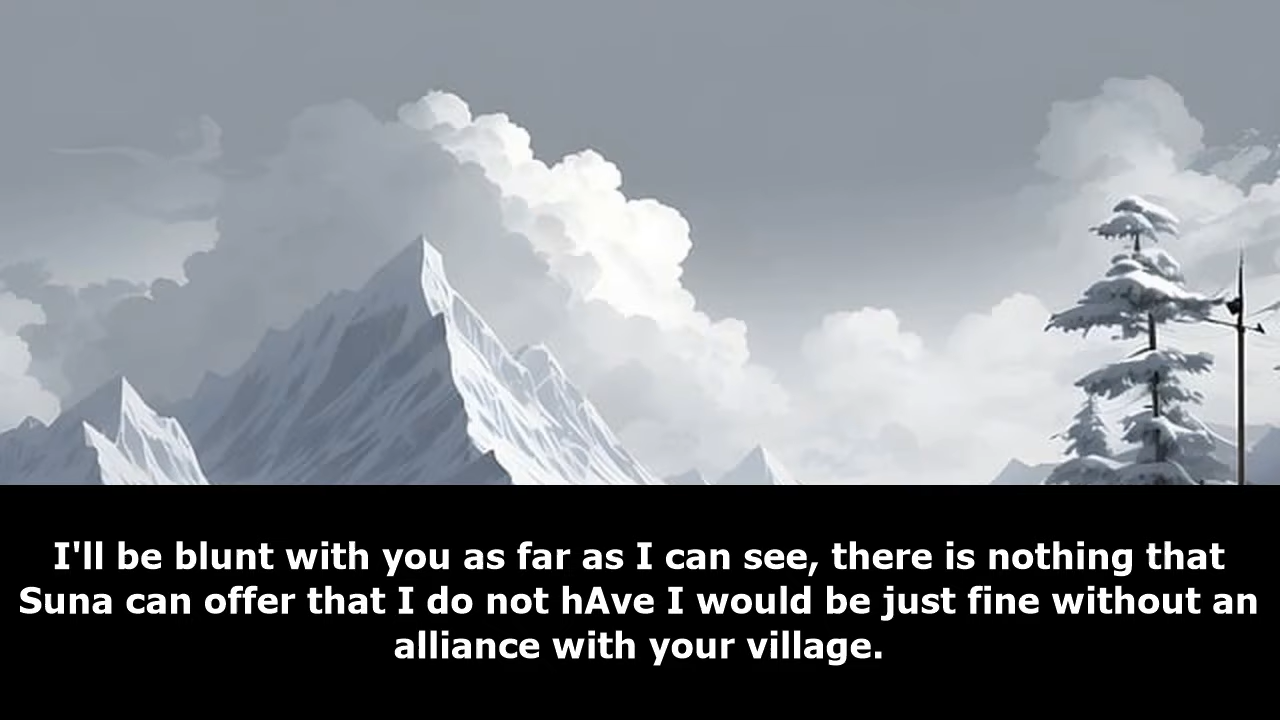 I'll be blunt with you as far as I can see, there is nothing that
Suna can offer that I do not hAve I would be just fine without an
alliance with your village.